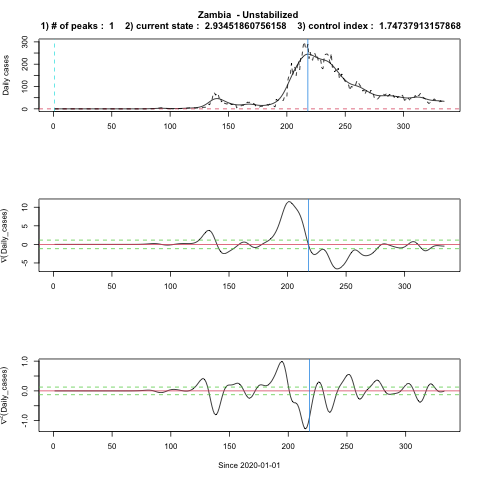 Zambia - Unstabilized
1) # of peaks : 1 2) current state : 2.93451860756158 3) control index : 1.74737913157868
Daily cases
300
200
100
0
0 50 100 150 200 250 300
∇(Daily_cases)
10
5
0
-5
0 50 100 150 200 250 300
∇²(Daily_cases)
1.0
0.0
-1.0
0 50 100 150 200 250 300
Since 2020-01-01